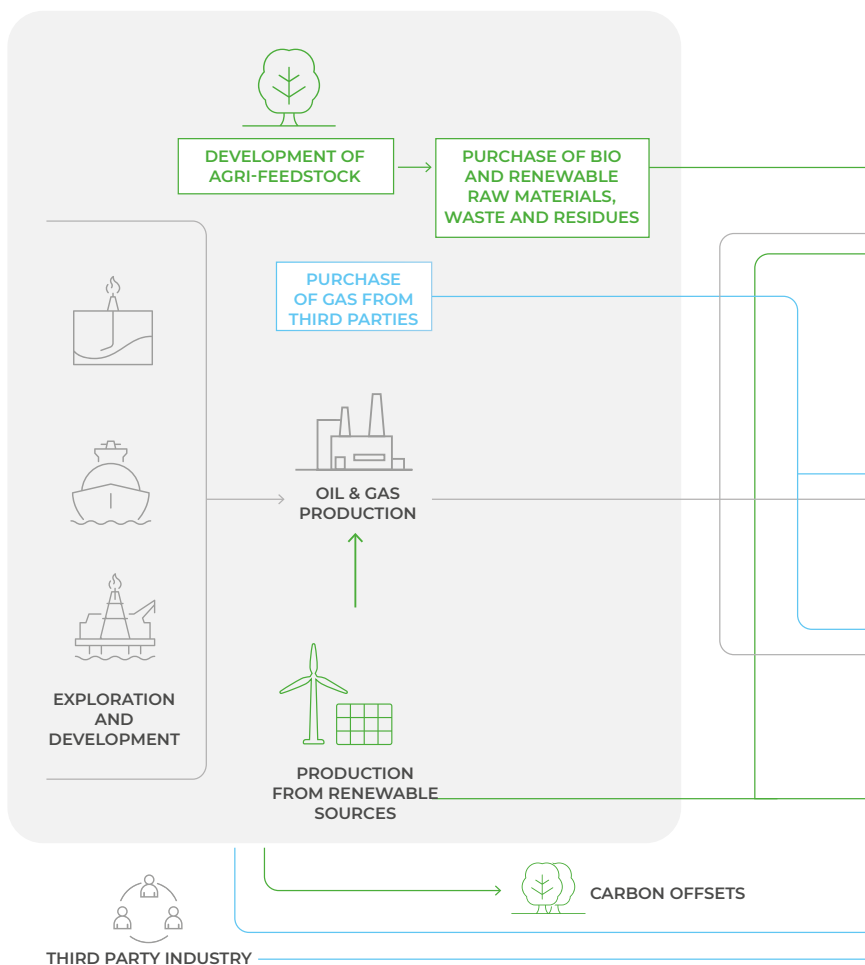 DEVELOPMENT OF
AGRI-FEEDSTOCK
PURCHASE OF BIO
AND RENEWABLE
RAW MATERIALS,
WASTE AND RESIDUES
PURCHASE
OF GAS FROM
THIRD PARTIES
OIL & GAS
PRODUCTION
EXPLORATION
AND
DEVELOPMENT
PRODUCTION
FROM RENEWABLE
SOURCES
CARBON OFFSETS
THIRD PARTY INDUSTRY